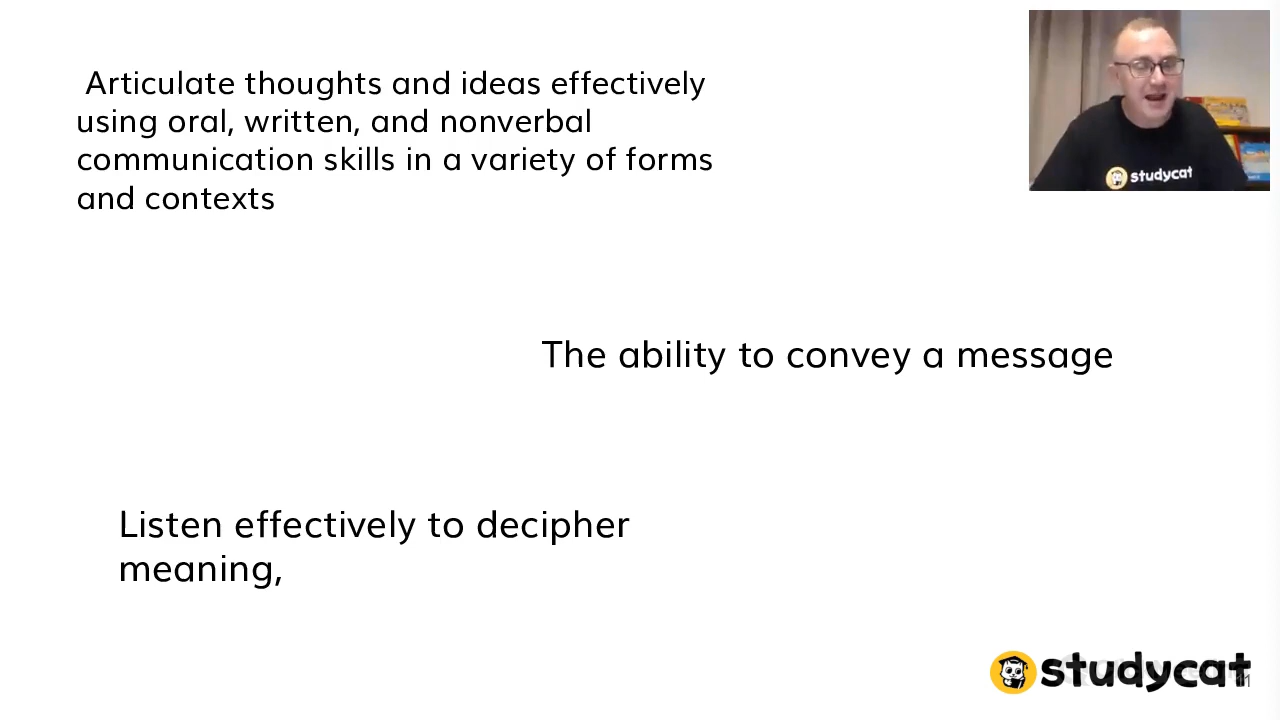 Articulate thoughts and ideas effectively
using oral, written, and nonverbal
communication skills in a variety of forms
and contexts
studycat
The ability to convey a message
Listen effectively to decipher
meaning,
studycat
11